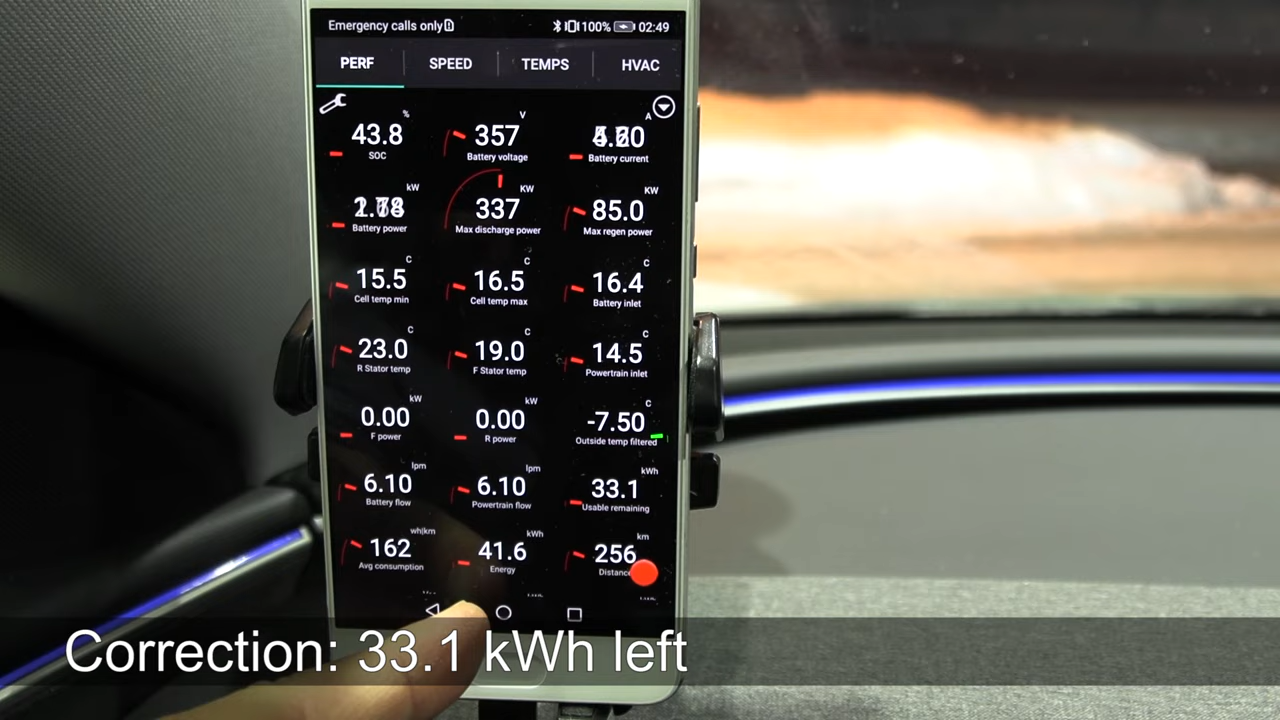 Emergency calls only
100% 02:49
PERF SPEED TEMPS HVAC
% V A
43.8 357
SOC Battery voltage Battery current
kW KW KW
337 85.0
Battery power Max discharge power Max regen power
C C C
15.5 16.5 16.4
Cell temp min Cell temp max Battery inlet
C C C
23.0 19.0 14.5
R Stator temp F Stator temp Powertrain inlet
kW kW C
0.00 0.00 -7.50
F power R power Outside temp filtered
lpm lpm kWh
6.10 6.10 33.1
Battery flow Powertrain flow Usable remaining
wh|km kWh km
162 41.6 256
Avg consumption Energy Distance
Correction: 33.1 kWh left